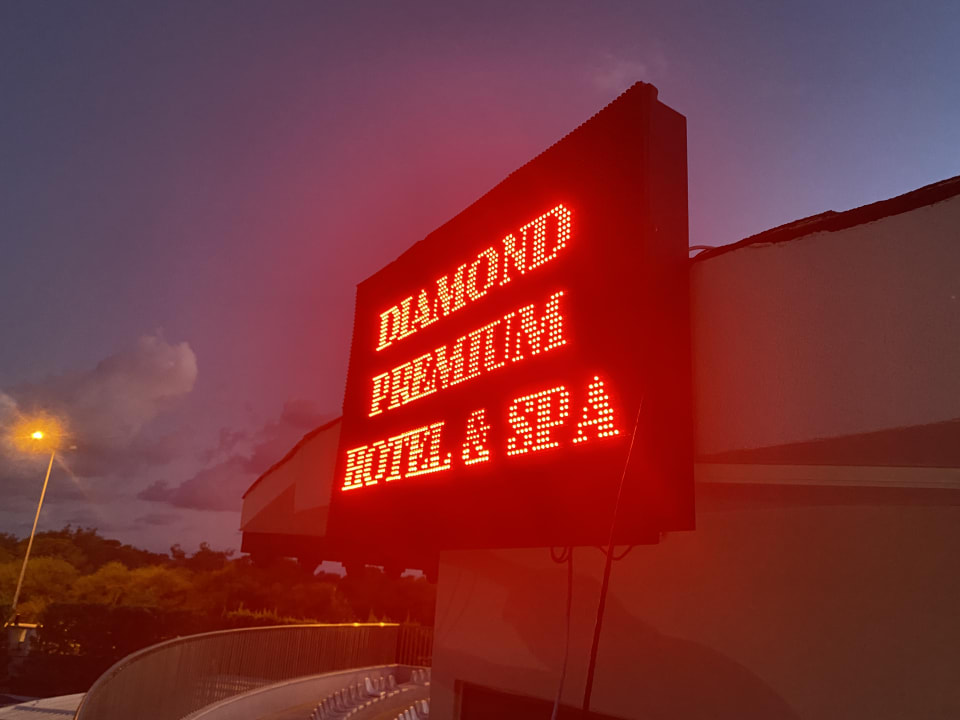 DIAMOND
PREMIUM
HOTEL & SPA